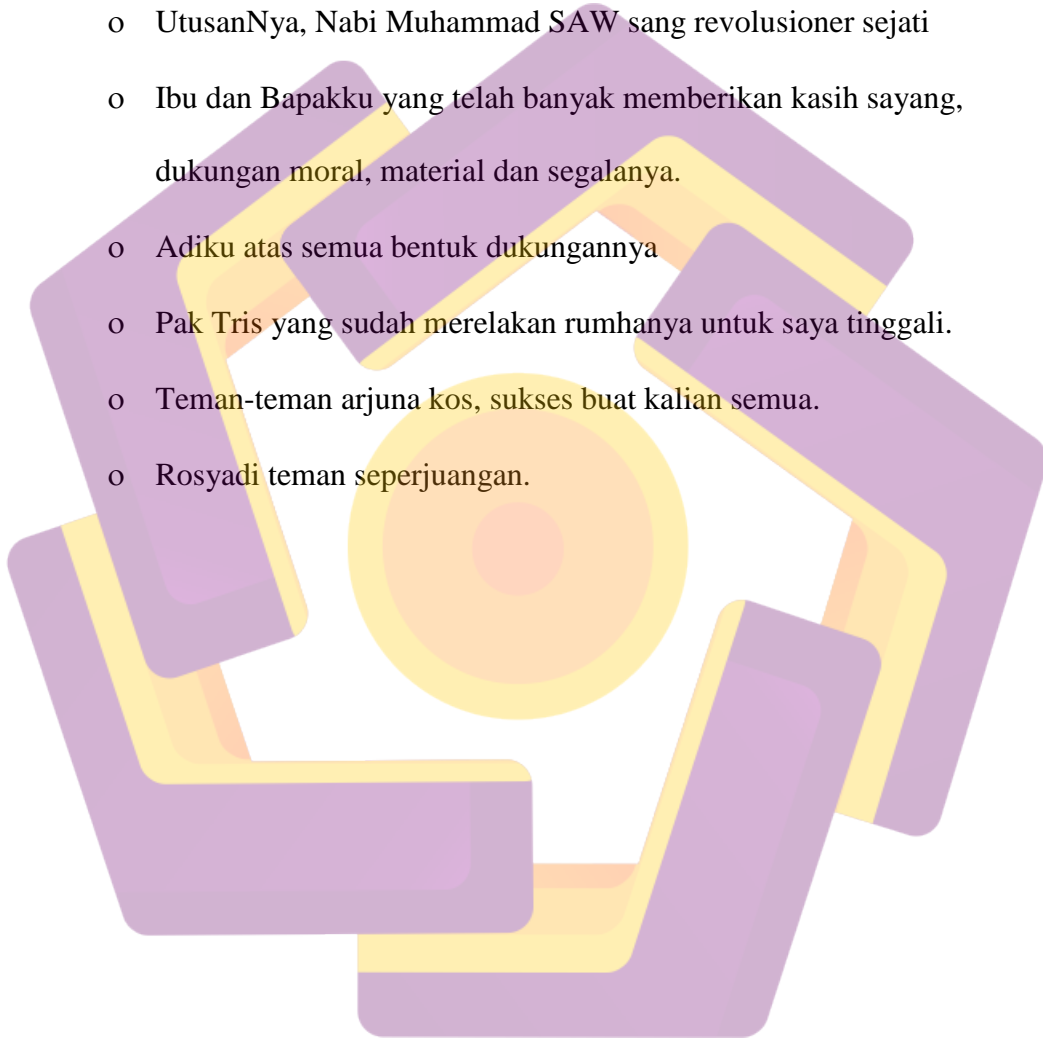 o UtusanNya, Nabi Muhammad SAW sang revolusioner sejati
o Ibu dan Bapakku yang telah banyak memberikan kasih sayang,
dukungan moral, material dan segalanya.
o Adiku atas semua bentuk dukungannya
o Pak Tris yang sudah merelakan rumhanya untuk saya tinggali.
o Teman-teman arjuna kos, sukses buat kalian semua.
o Rosyadi teman seperjuangan.